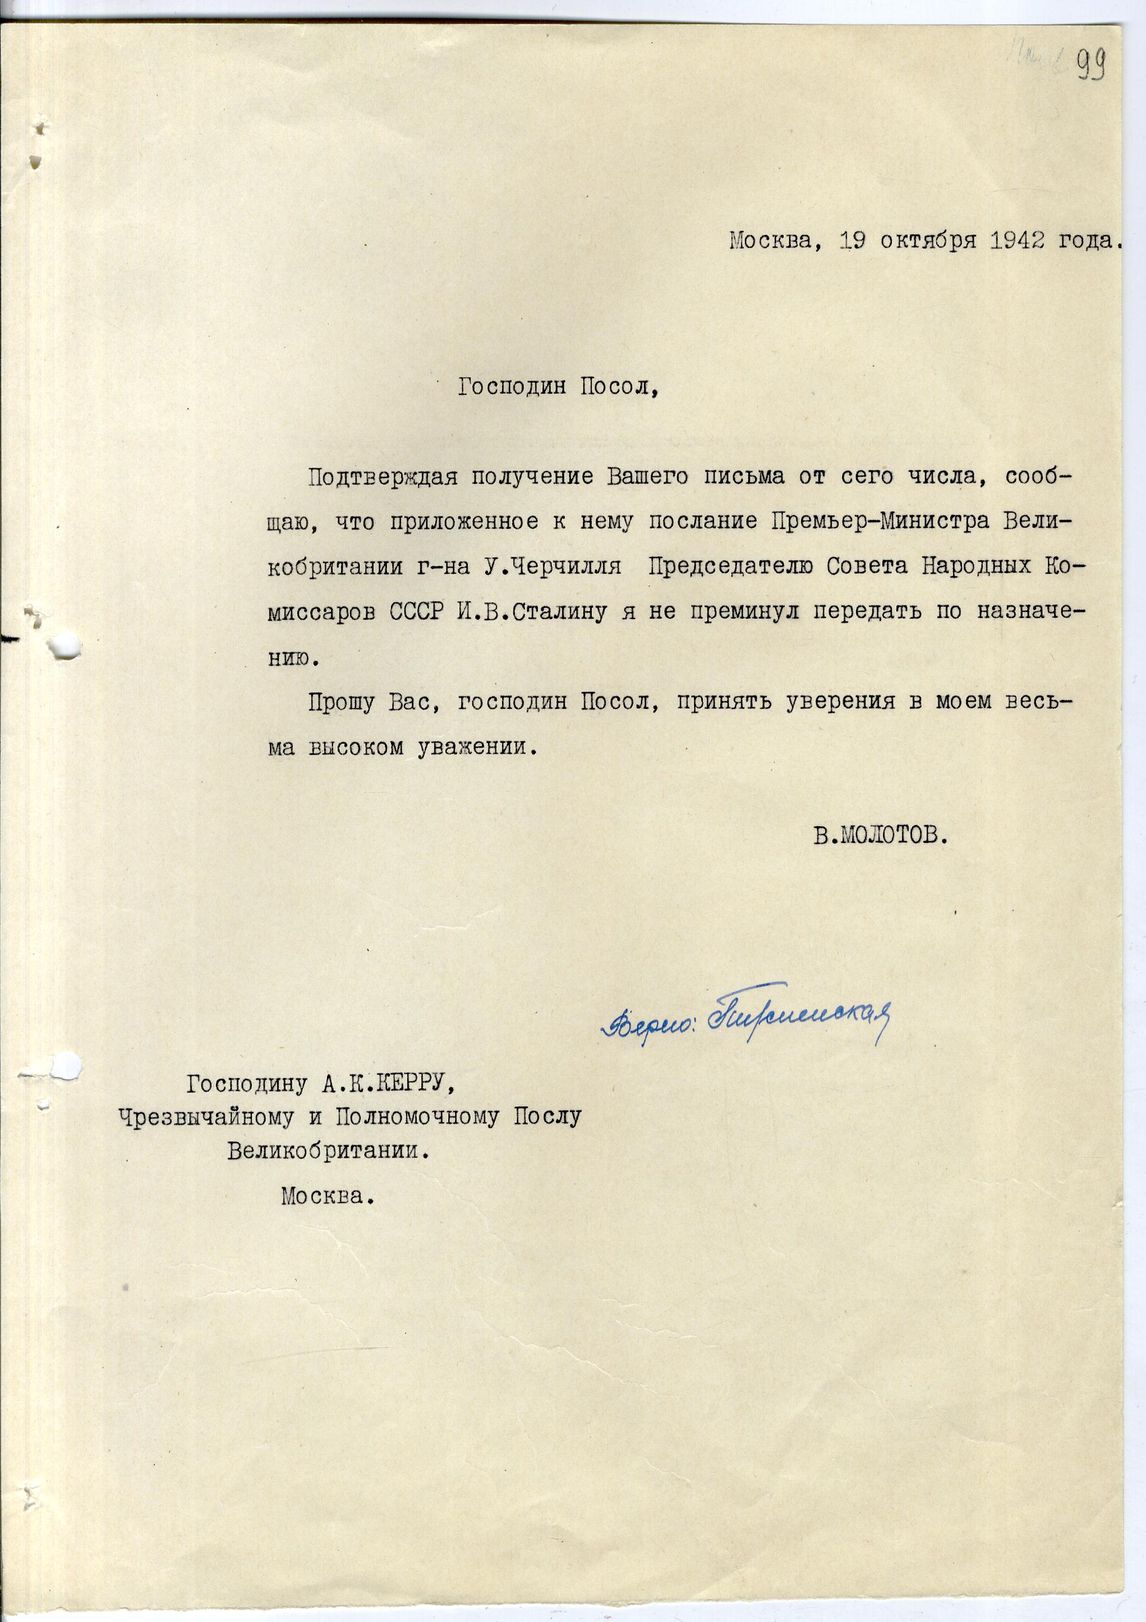 99
Москва, 19 октября 1942 года.
Господин Посол,
Подтверждая получение Вашего письма от сего числа, сооб-
щаю, что приложенное к нему послание Премьер-Министра Вели-
кобритании г-на У.Черчилля Председателю Совета Народных Ко-
миссаров СССР И.В.Сталину я не преминул передать по назначе-
нию.
Прошу Вас, господин Посол, принять уверения в моем весь-
ма высоком уважении.
В.МОЛОТОВ.
Верно:
Господину А.К.КЕРРУ,
Чрезвычайному и Полномочному Послу
Великобритании.
Москва.